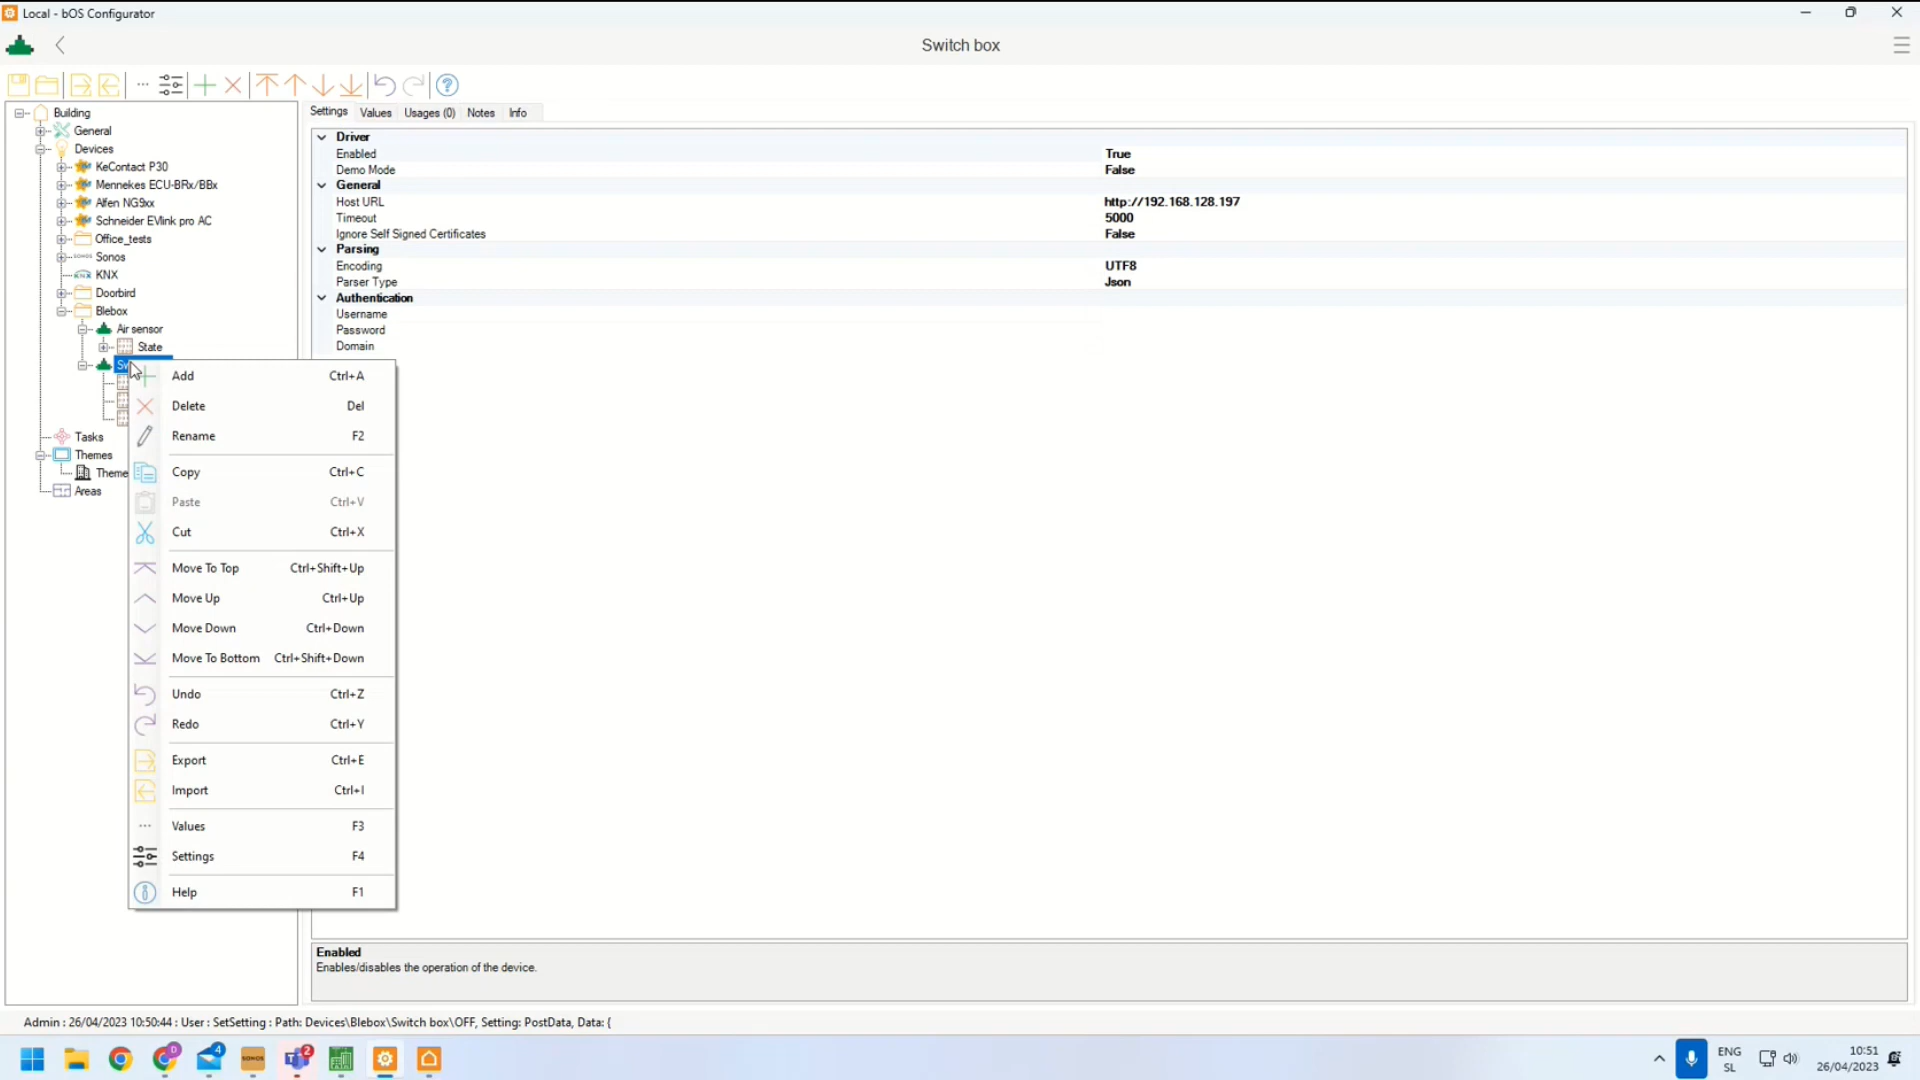 Local - bOS Configurator
Switch box
Building
General
Devices
KeContact P30
Mennekes ECU-BRx/BBx
Alfen NG9xx
Schneider EVlink pro AC
Office_tests
SONOS Sonos
KNX KNX
Doorbird
Blebox
Air sensor
State
Tasks
Themes
Theme
Areas
Settings Values Usages (0) Notes Info
Driver
Enabled True
Demo Mode False
General
Host URL http://192.168.128.197
Timeout 5000
Ignore Self Signed Certificates False
Parsing
Encoding UTF8
Parser Type Json
Authentication
Username
Password
Domain
Add Ctrl+A
Delete Del
Rename F2
Copy Ctrl+C
Paste Ctrl+V
Cut Ctrl+X
Move To Top Ctrl+Shift+Up
Move Up Ctrl+Up
Move Down Ctrl+Down
Move To Bottom Ctrl+Shift+Down
Undo Ctrl+Z
Redo Ctrl+Y
Export Ctrl+E
Import Ctrl+I
Values F3
Settings F4
Help F1
Enabled
Enables/disables the operation of the device.
Admin : 26/04/2023 10:50:44 : User : SetSetting : Path: Devices\Blebox\Switch box\OFF, Setting: PostData, Data: {
D 4 SONOS 2
ENG
SL
10:51
26/04/2023